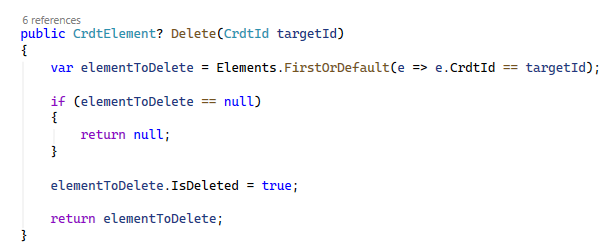 6 references
public CrdtElement? Delete(CrdtId targetId)
{
    var elementToDelete = Elements.FirstOrDefault(e => e.CrdtId == targetId);
    if (elementToDelete == null)
    {
        return null;
    }
    elementToDelete.IsDeleted = true;
    return elementToDelete;
}